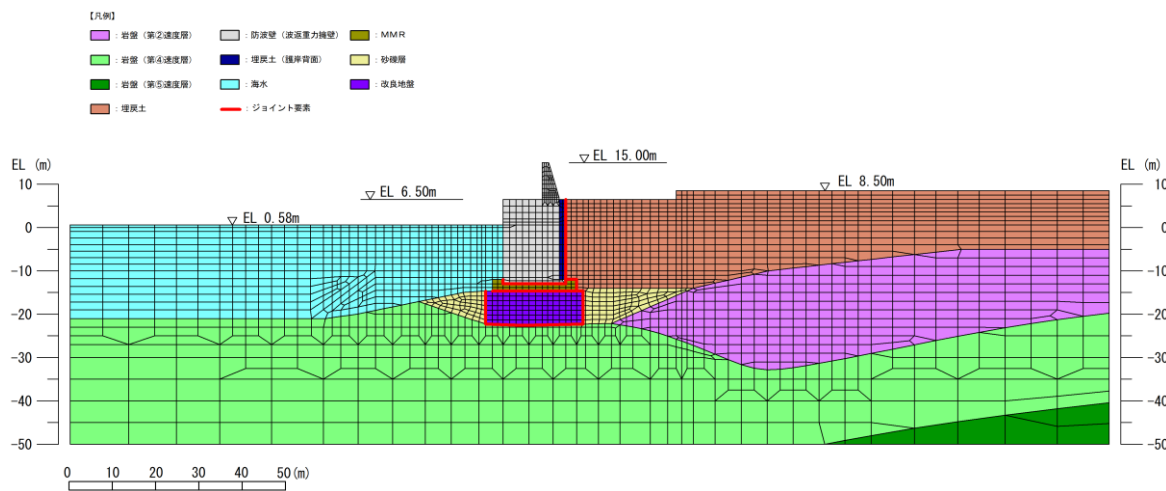 【凡例】
：岩盤（第②速度層） ：防波壁（波返重力擁壁） ：ＭＭＲ
：岩盤（第④速度層） ：埋戻土（護岸背面） ：砂礫層
：岩盤（第⑤速度層） ：海水 ：改良地盤
：埋戻土 ：ジョイント要素
EL (m) EL 15.00m EL (m)
EL 6.50m EL 8.50m
10 10
EL 0.58m
0 0
-10 -10
-20 -20
-30 -30
-40 -40
-50 -50
0 10 20 30 40 50(m)